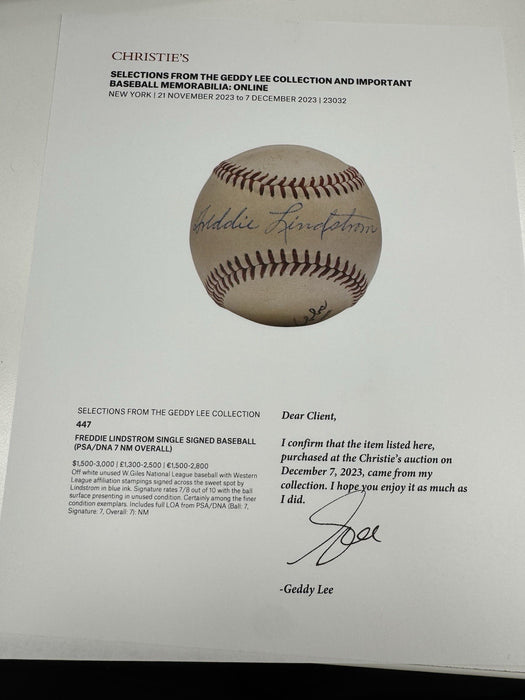 CHRISTIE'S
SELECTIONS FROM THE GEDDY LEE COLLECTION AND IMPORTANT
BASEBALL MEMORABILIA: ONLINE
NEW YORK | 21 NOVEMBER 2023 to 7 DECEMBER 2023 | 23032
Freddie Lindstrom
SELECTIONS FROM THE GEDDY LEE COLLECTION
447
FREDDIE LINDSTROM SINGLE SIGNED BASEBALL
(PSA/DNA 7 NM OVERALL)
$1,500-3,000 | £1,300-2,500 | €1,500-2,800
Off white unused W.Giles National League baseball with Western
League affiliation stampings signed across the sweet spot by
Lindstrom in blue ink. Signature rates 7/8 out of 10 with the ball
surface presenting in unused condition. Certainly among the finer
condition exemplars. Includes full LOA from PSA/DNA (Ball: 7,
Signature: 7, Overall: 7): NM
Dear Client,
I confirm that the item listed here,
purchased at the Christie's auction on
December 7, 2023, came from my
collection. I hope you enjoy it as much as
I did.
-Geddy Lee